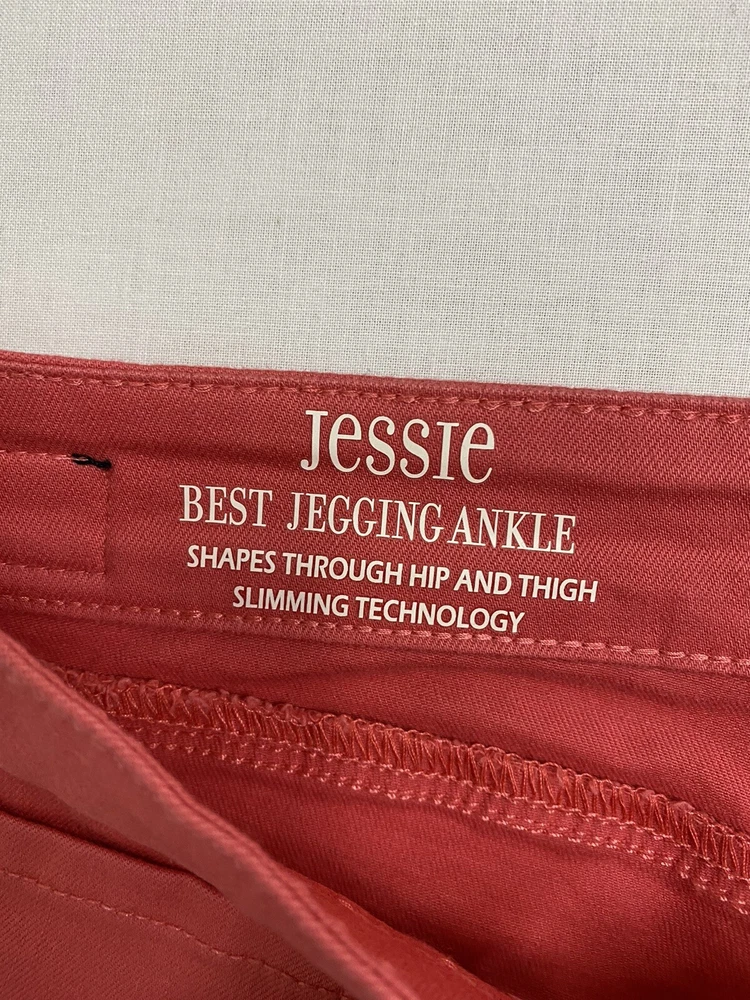 Jessie
BEST JEGGING ANKLE
SHAPES THROUGH HIP AND THIGH
SLIMMING TECHNOLOGY